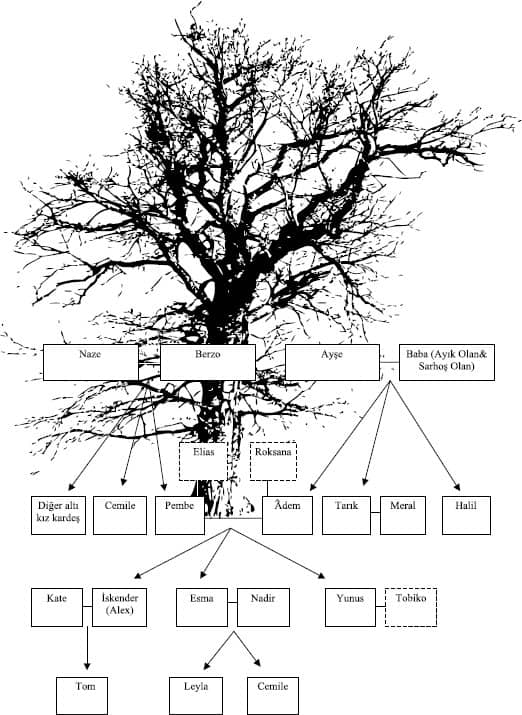 Naze
Berzo
Ayşe
Baba (Ayık Olan&
Sarhoş Olan)
Elias
Roksana
Diğer altı
kız kardeş
Cemile
Pembe
Âdem
Tarık
Meral
Halil
Kate
İskender
(Alex)
Esma
Nadir
Yunus
Tobiko
Tom
Leyla
Cemile